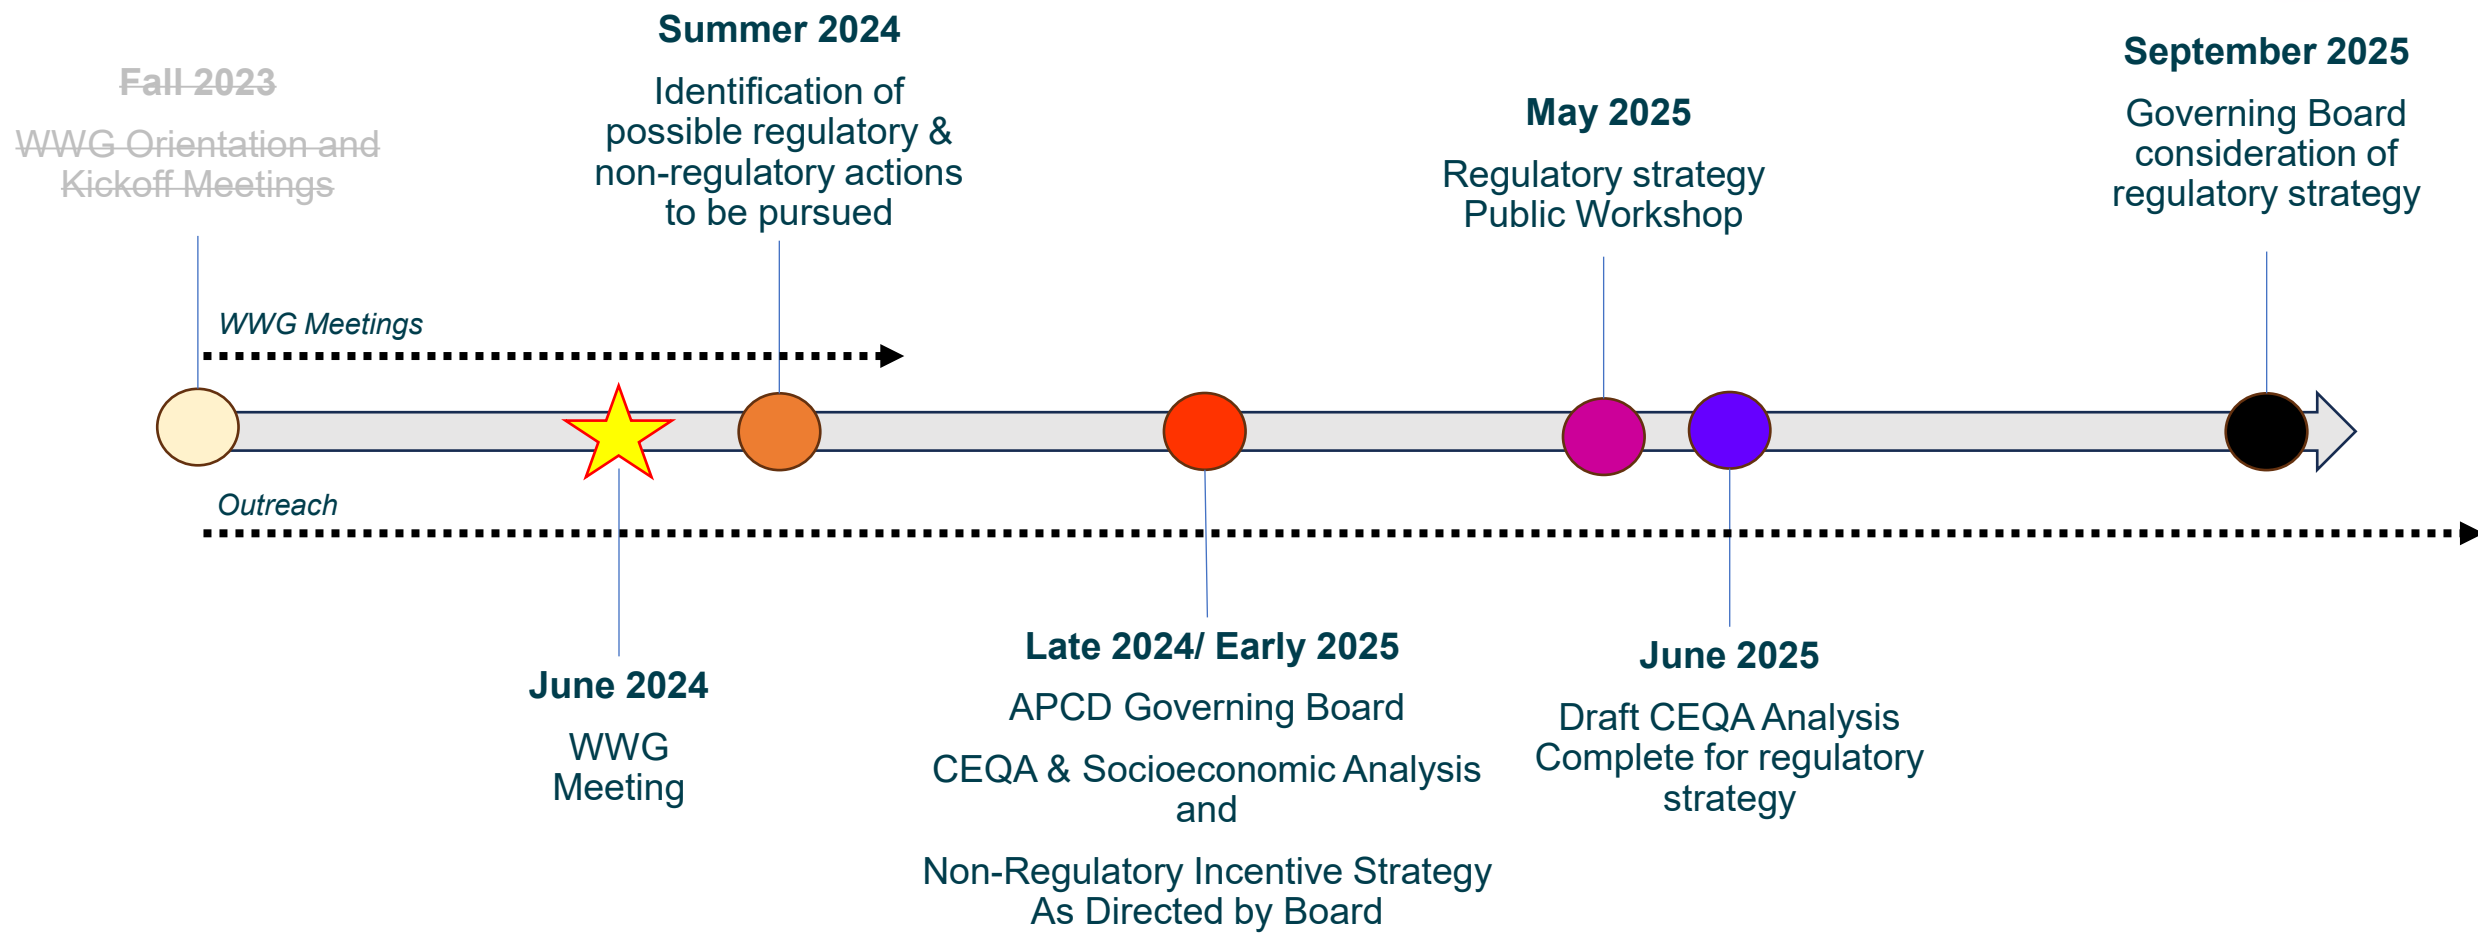 Fall 2023
WWG Orientation and
Kickoff Meetings
Summer 2024
Identification of
possible regulatory &
non-regulatory actions
to be pursued
May 2025
Regulatory strategy
Public Workshop
September 2025
Governing Board
consideration of
regulatory strategy
WWG Meetings
Outreach
June 2024
WWG
Meeting
Late 2024/ Early 2025
APCD Governing Board
CEQA & Socioeconomic Analysis
and
Non-Regulatory Incentive Strategy
As Directed by Board
June 2025
Draft CEQA Analysis
Complete for regulatory
strategy